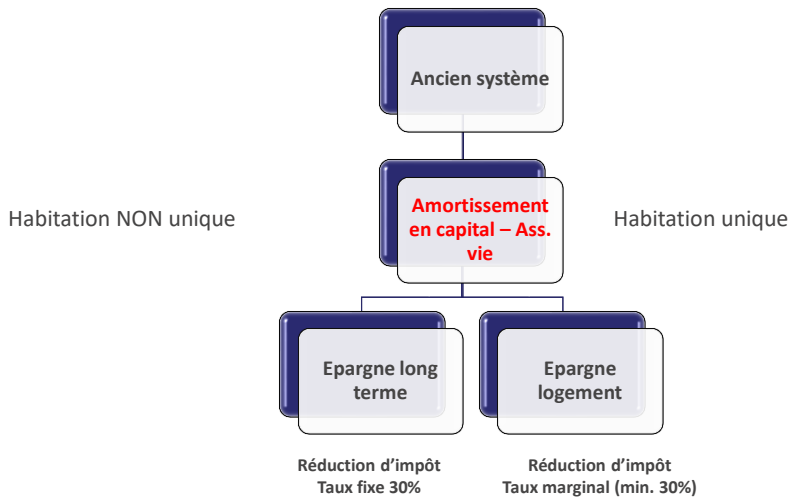 Ancien système
Habitation NON unique
Amortissement
en capital – Ass.
vie
Habitation unique
Epargne long
terme
Epargne
logement
Réduction d’impôt
Taux fixe 30%
Réduction d’impôt
Taux marginal (min. 30%)